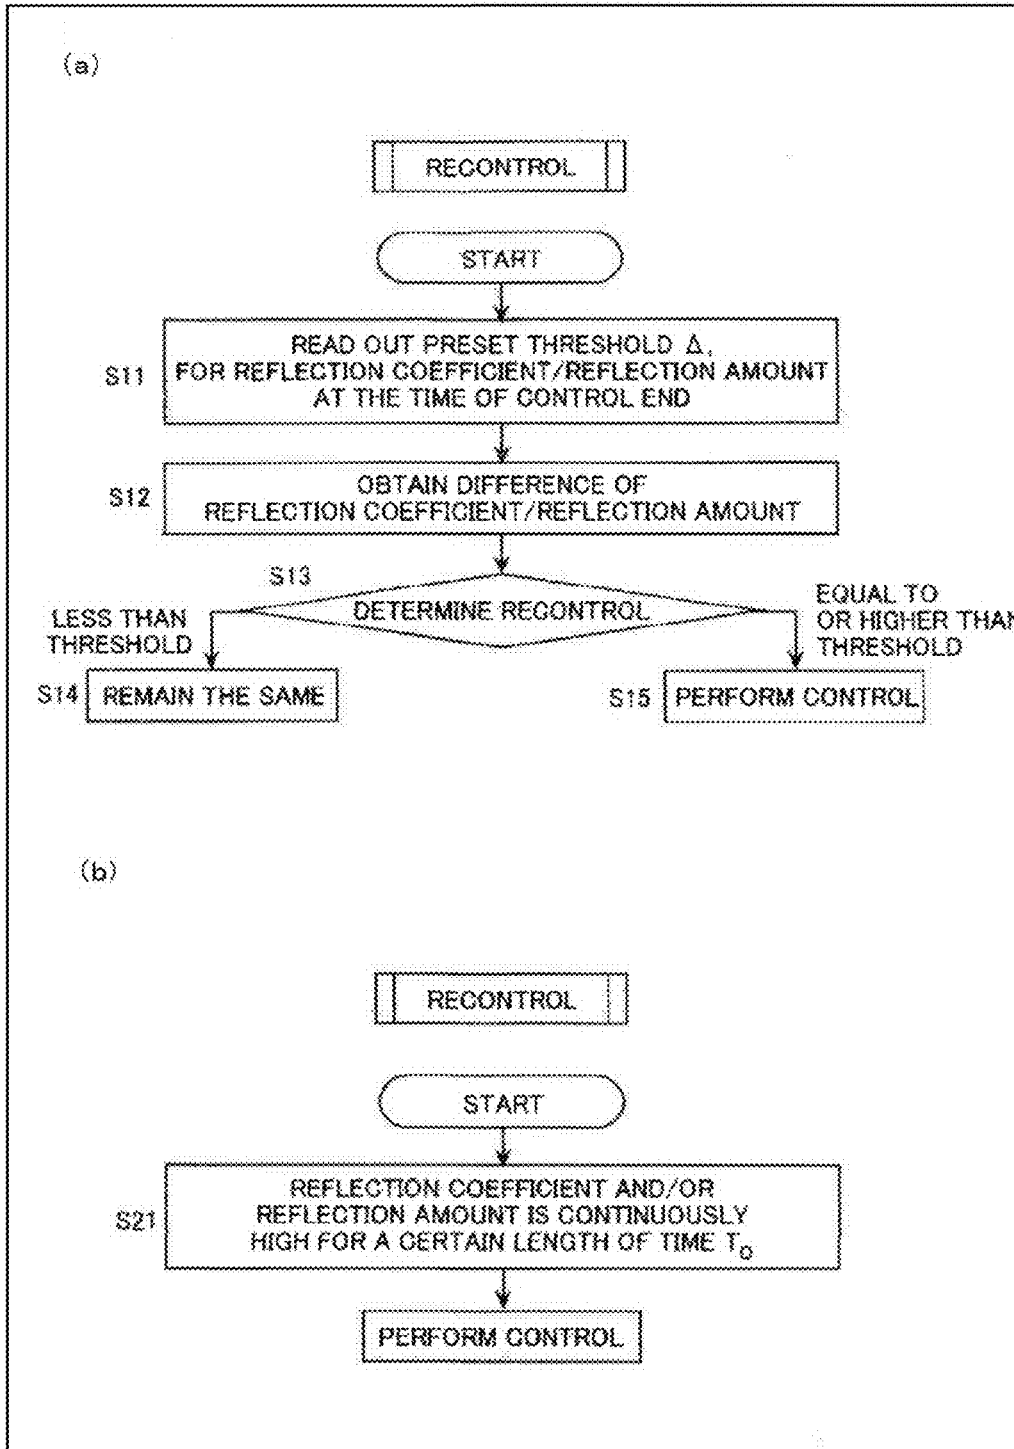 (a)
RECONTROL
START
S11
READ OUT PRESET THRESHOLD Δ,
FOR REFLECTION COEFFICIENT/REFLECTION AMOUNT
AT THE TIME OF CONTROL END
S12
OBTAIN DIFFERENCE OF
REFLECTION COEFFICIENT/REFLECTION AMOUNT
S13
DETERMINE RECONTROL
LESS THAN
THRESHOLD
EQUAL TO
OR HIGHER THAN
THRESHOLD
S14
REMAIN THE SAME
S15
PERFORM CONTROL
(b)
RECONTROL
START
S21
REFLECTION COEFFICIENT AND/OR
REFLECTION AMOUNT IS CONTINUOUSLY
HIGH FOR A CERTAIN LENGTH OF TIME T₀
PERFORM CONTROL